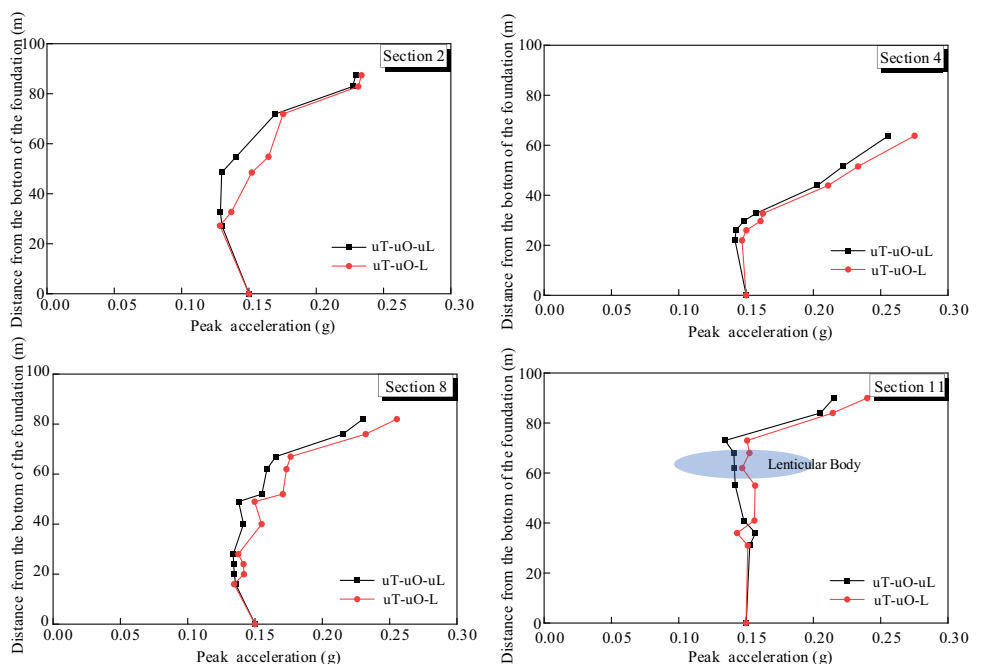 Distance from the bottom of the foundation (m)
100
80
60
40
20
0
Section 2
uT-uO-uL
uT-uO-L
0.00 0.05 0.10 0.15 0.20 0.25 0.30
Peak acceleration (g)
Distance from the bottom of the foundation (m)
100
80
60
40
20
0
Section 4
uT-uO-uL
uT-uO-L
0.00 0.05 0.10 0.15 0.20 0.25 0.30
Peak acceleration (g)
Distance from the bottom of the foundation (m)
100
80
60
40
20
0
Section 8
uT-uO-uL
uT-uO-L
0.00 0.05 0.10 0.15 0.20 0.25 0.30
Peak acceleration (g)
Distance from the bottom of the foundation (m)
100
80
60
40
20
0
Section 11
Lenticular Body
uT-uO-uL
uT-uO-L
0.00 0.05 0.10 0.15 0.20 0.25 0.30
Peak acceleration (g)